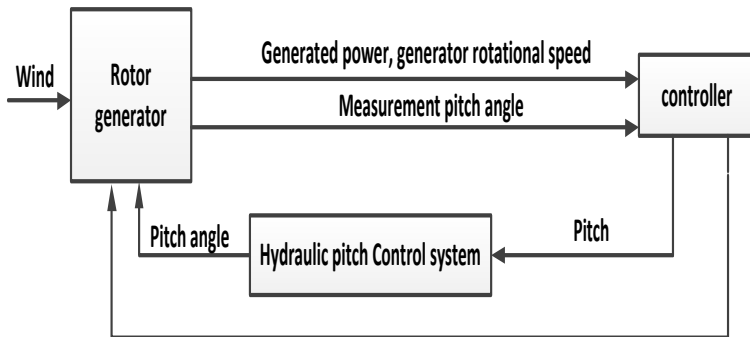 Generated power, generator rotational speed
Wind
Rotor
generator
controller
Measurement pitch angle
Pitch angle
Hydraulic pitch Control system
Pitch